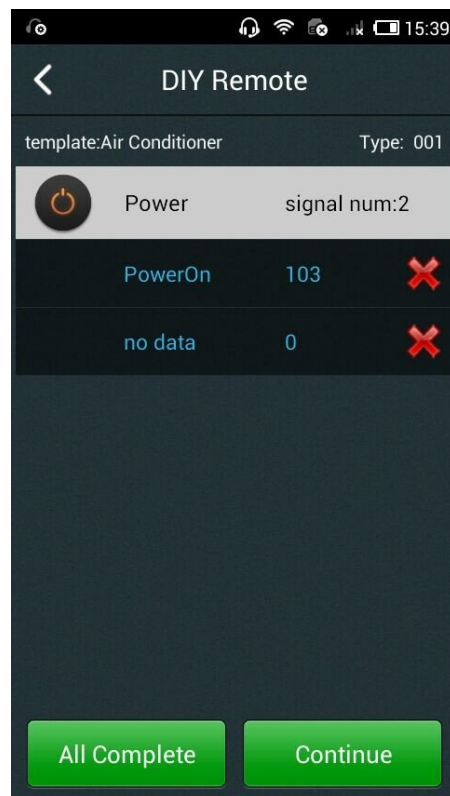 15:39
DIY Remote
template:Air Conditioner Type: 001
Power signal num:2
PowerOn 103
no data 0
All Complete Continue